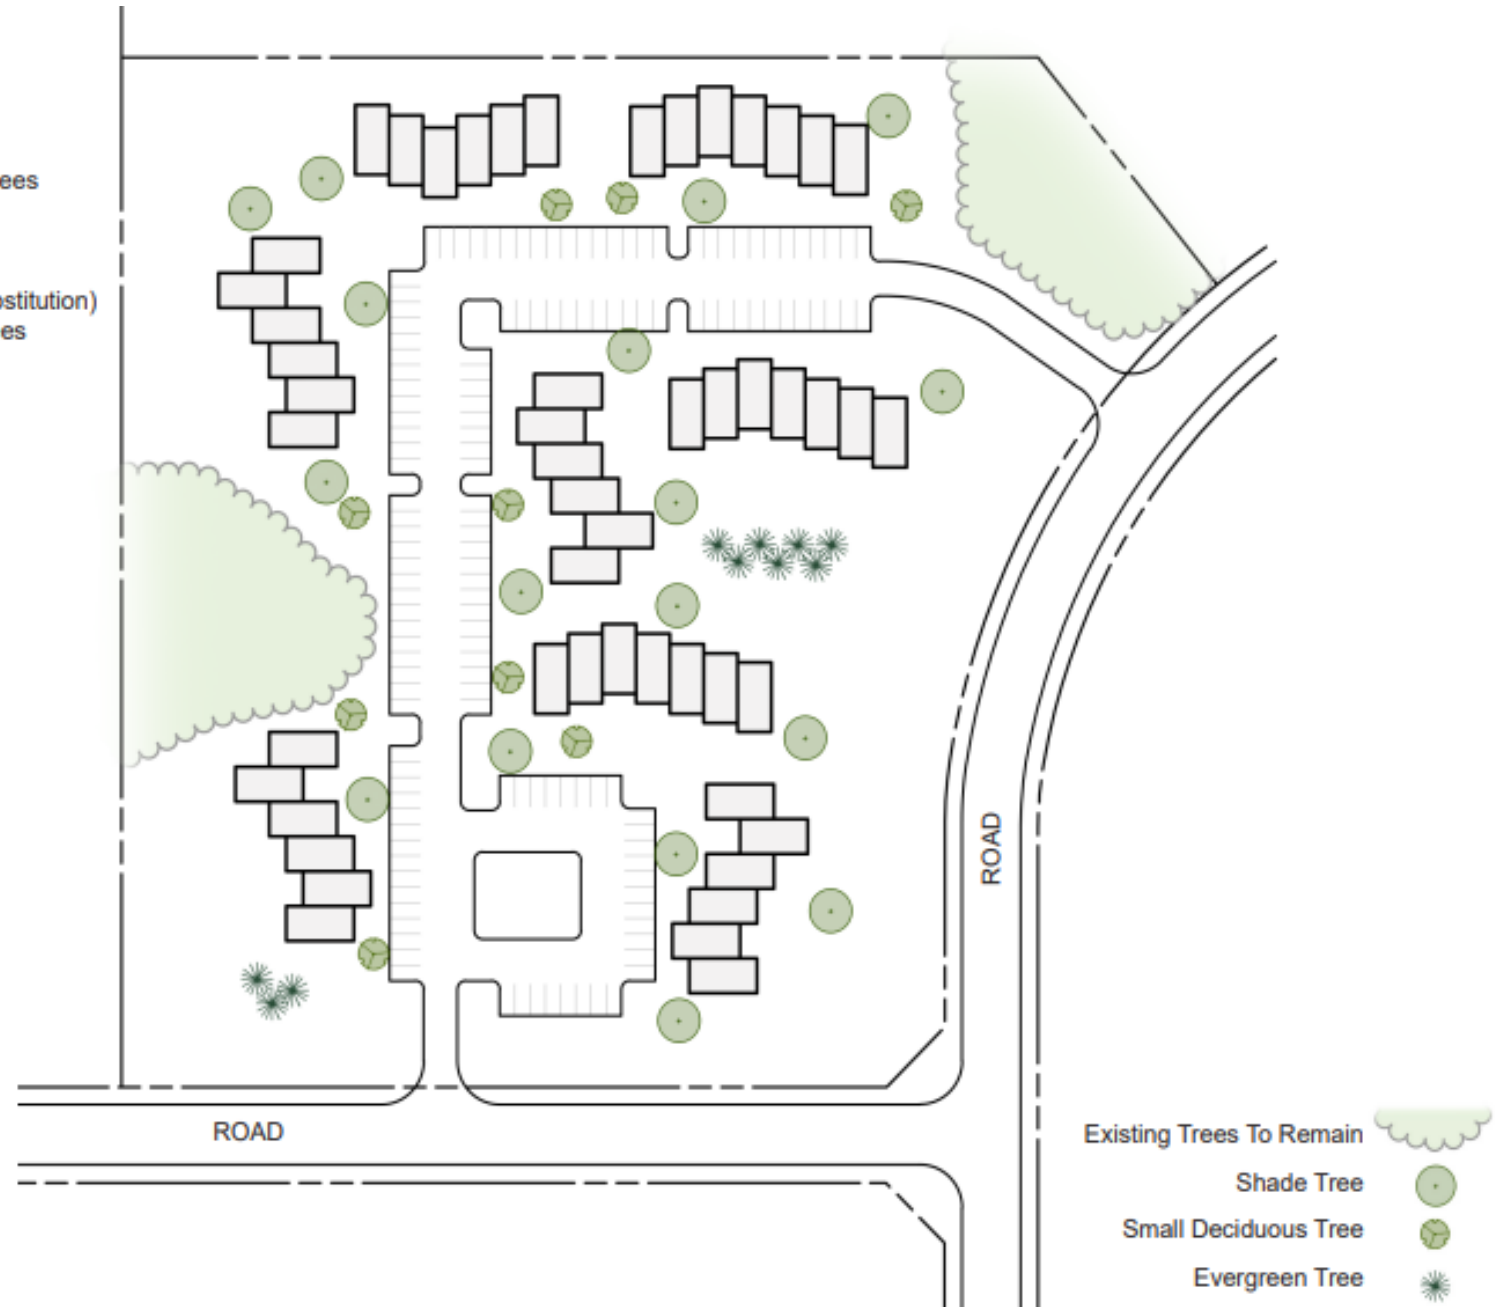 ees
stitution)
es
ROAD
ROAD
Existing Trees To Remain
Shade Tree
Small Deciduous Tree
Evergreen Tree